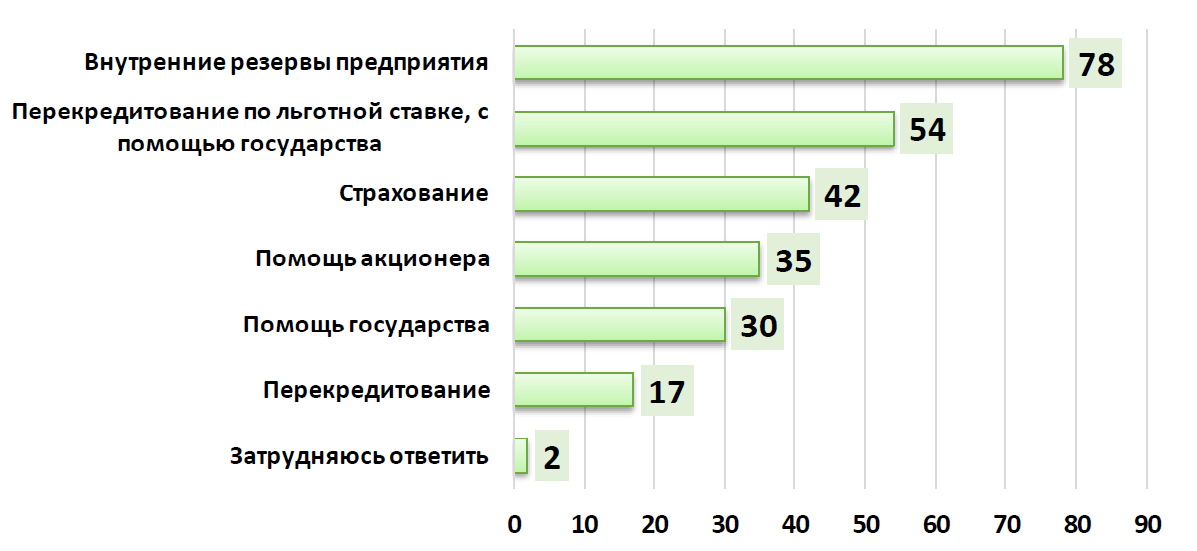 Внутренние резервы предприятия
78
Перекредитование по льготной ставке, с
помощью государства
54
Страхование
42
Помощь акционера
35
Помощь государства
30
Перекредитование
17
Затрудняюсь ответить
2
0 10 20 30 40 50 60 70 80 90